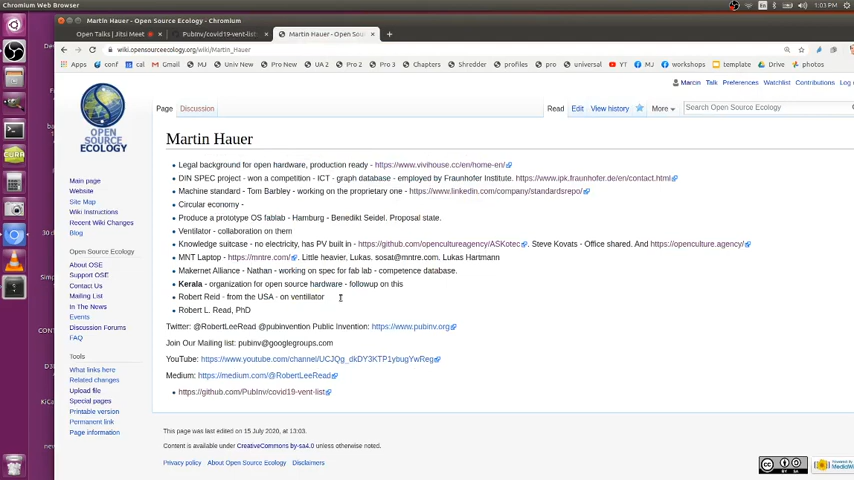 Chromium Web Browser
1:03 PM
Martin Hauer - Open Source Ecology - Chromium
Open Talks | Jitsi Meet
PubInv/covid19-vent-list
Martin Hauer - Open Sour
wiki.opensourceecology.org/wiki/Martin_Hauer
Apps conf cal Gmail MJ Univ New Pro New UA 2 Pro 2 Pro 3 Chapters Shredder profiles pro universal YT MJ workshops template Drive photos
Marcin Talk Preferences Watchlist Contributions Log
Page Discussion Read Edit View history More Search Open Source Ecology
OPEN SOURCE
ECOLOGY
Main page
Website
Site Map
Wiki Instructions
Recent Wiki Changes
Blog
Open Source Ecology
About OSE
Support OSE
Contact Us
Mailing List
Events
Discussion Forums
FAQ
Tools
What links here
Related changes
Upload file
Special pages
Printable version
Permanent link
Page information
Martin Hauer
Legal background for open hardware, production ready - https://www.vivihouse.cc/en/home-en/
DIN SPEC project - won a competition - ICT - graph database - employed by Fraunhofer Institute. https://www.ipk.fraunhofer.de/en/contact.html
Machine standard - Tom Barbley - working on the proprietary one - https://www.linkedin.com/company/standardsrepo/
Circular economy -
Produce a prototype OS fablab - Hamburg - Benedikt Seidel. Proposal state.
Ventilator - collaboration on them
Knowledge suitcase - no electricity, has PV built in - https://github.com/opencultureagency/ASKotec. Steve Kovats - Office shared. And https://openculture.agency/
MNT Laptop - https://mntre.com/. Little heavier, Lukas. sosat@mntre.com. Lukas Hartmann
Makernet Alliance - Nathan - working on spec for fab lab - competence database.
Kerala - organization for open source hardware - followup on this
Robert Reid - from the USA - on ventillator
Robert L. Read, PhD
Twitter: @RobertLeeRead @pubinvention Public Invention: https://www.pubinv.org
Join Our Mailing list: pubinv@googlegroups.com
YouTube: https://www.youtube.com/channel/UCJQg_dkDY3KTP1ybugYwReg
Medium: https://medium.com/@RobertLeeRead
https://github.com/PubInv/covid19-vent-list
This page was last edited on 15 July 2020, at 13:03.
Content is available under CreativeCommons by-sa4.0 unless otherwise noted.
Privacy policy About Open Source Ecology Disclaimers